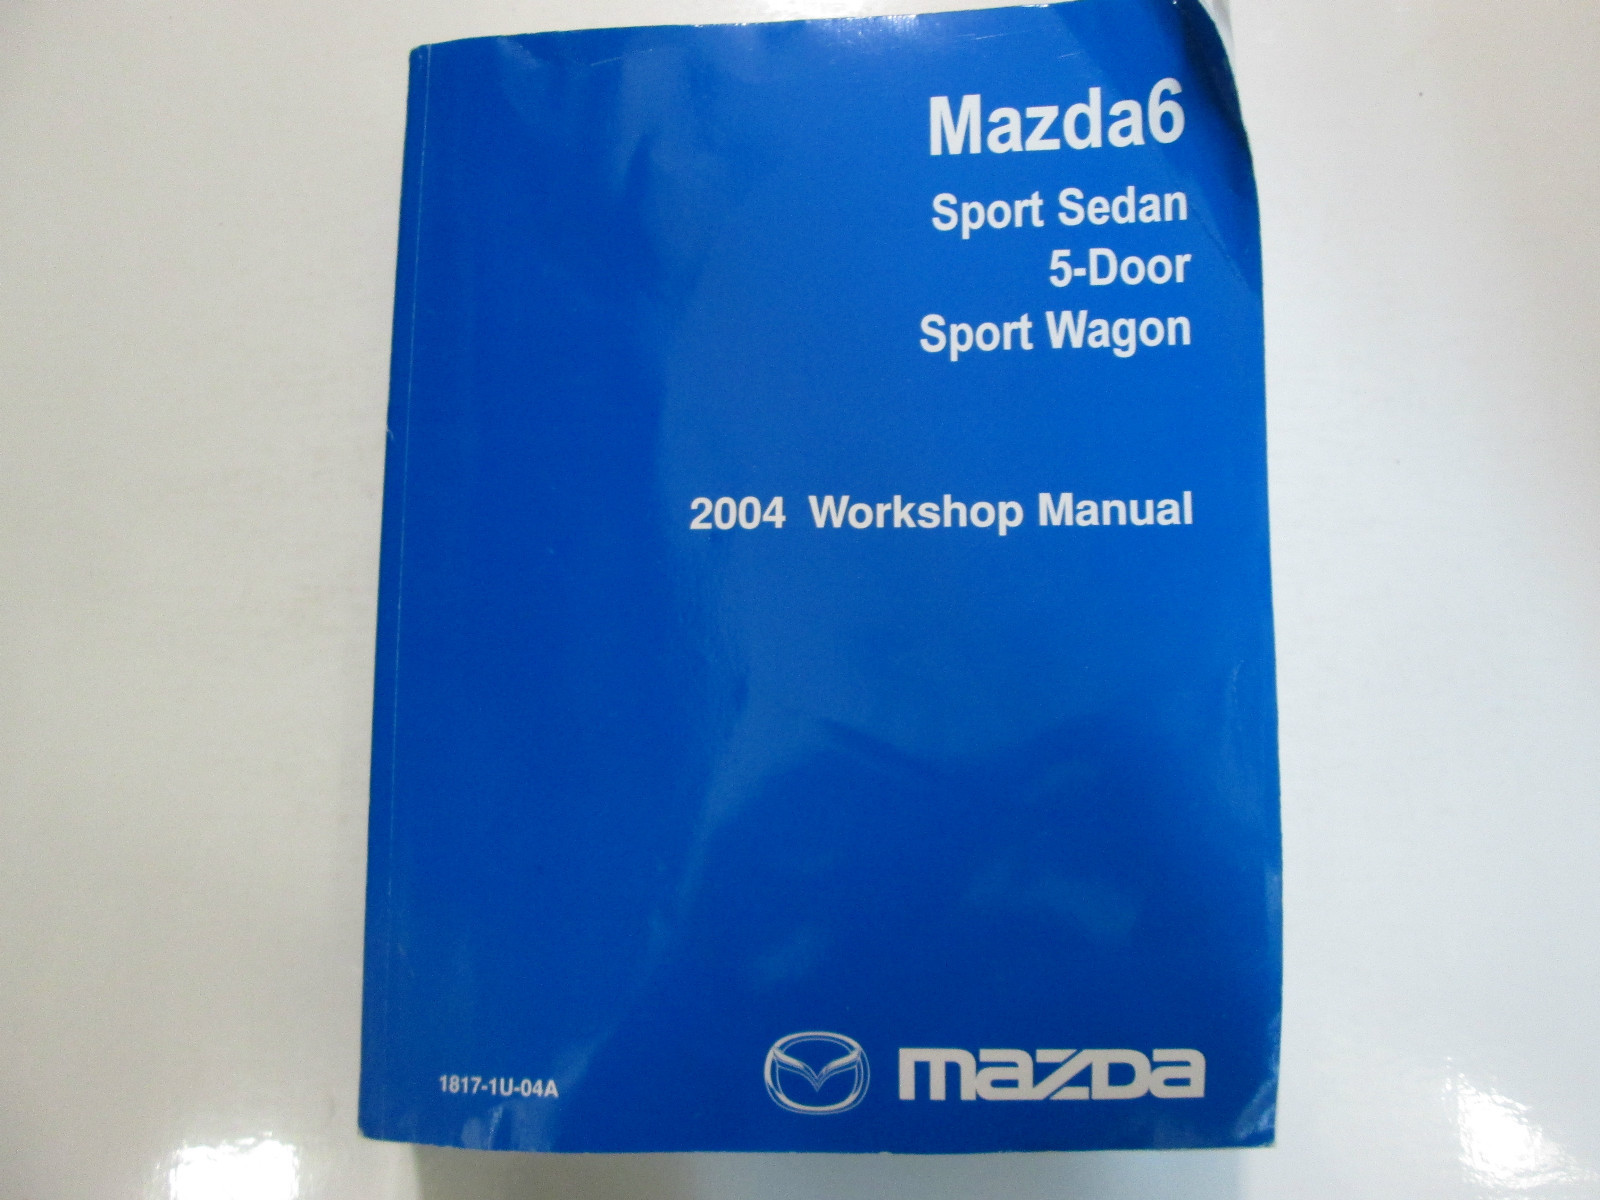 Mazda6
Sport Sedan
5-Door
Sport Wagon
2004 Workshop Manual
1817-1U-04A
mazda